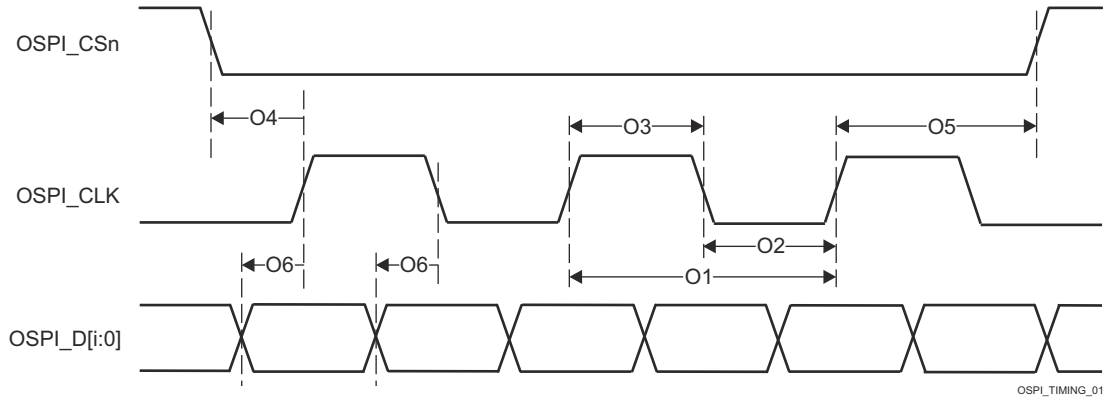 OSPI_CSn
O4
O3
O5
OSPI_CLK
O2
O6
O6
O1
OSPI_D[i:0]
OSPI_TIMING_01